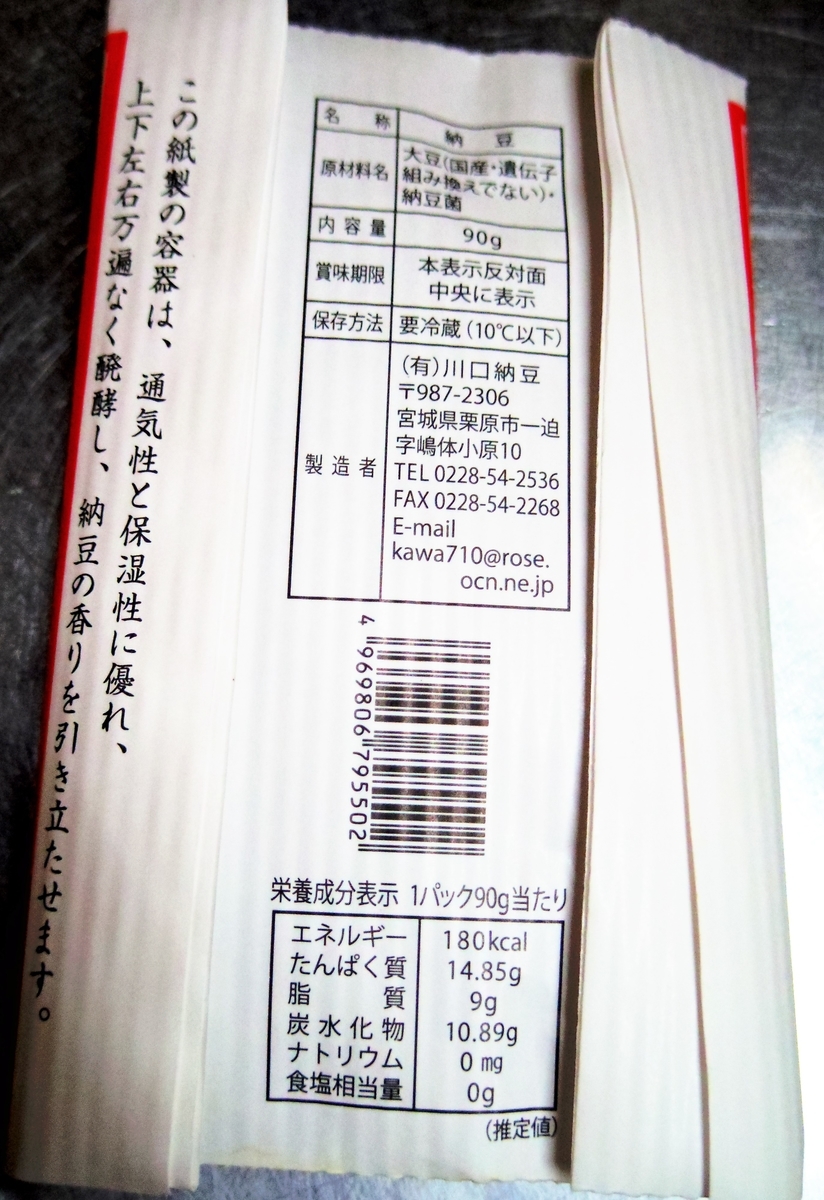 この紙製の容器は、通気性と保湿性に優れ、
上下左右万遍なく醗酵し、納豆の香りを引き立たせます。
名称 納豆
原材料名 大豆(国産・遺伝子
組み換えでない)・
納豆菌
内容量 90g
賞味期限 本表示反対面
中央に表示
保存方法 要冷蔵(10℃以下)
製造者 (有)川口納豆
〒987-2306
宮城県栗原市一迫
字嶋体小原10
TEL 0228-54-2536
FAX 0228-54-2268
E-mail
kawa710@rose.
ocn.ne.jp
4 969806 795502
栄養成分表示 1パック90g当たり
エネルギー 180kcal
たんぱく質 14.85g
脂質 9g
炭水化物 10.89g
ナトリウム 0 mg
食塩相当量 0g
(推定値)